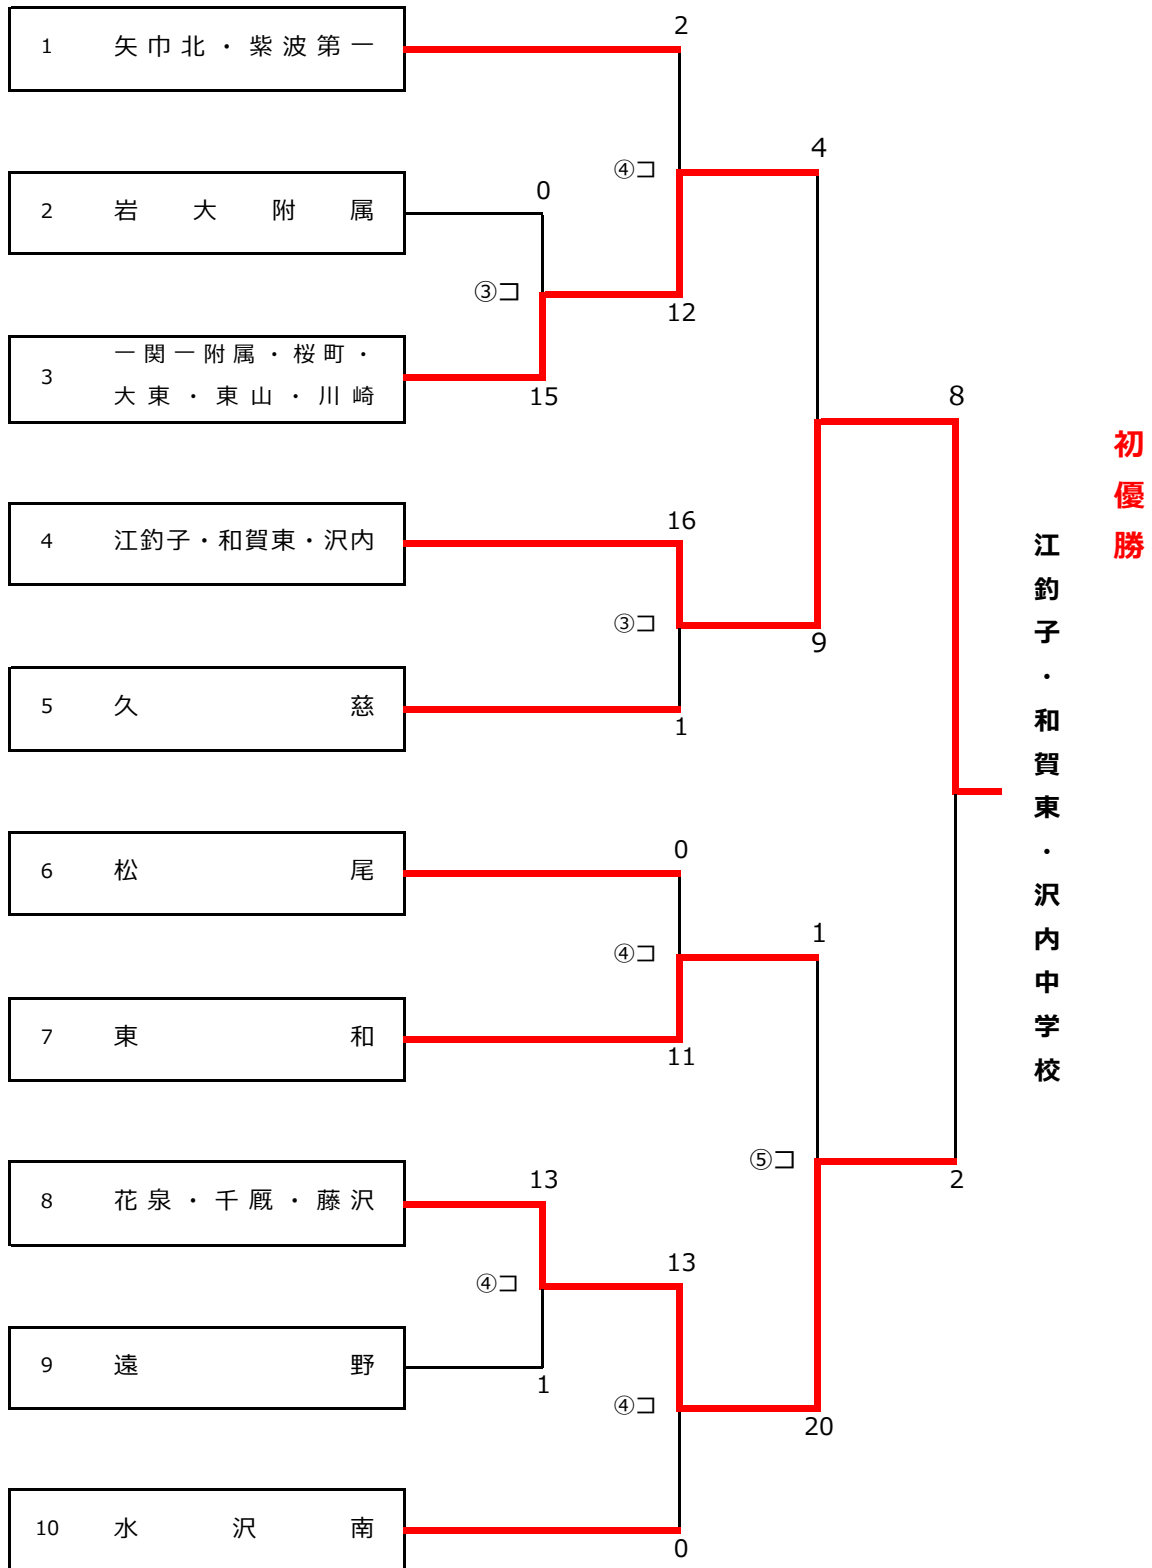 1 矢巾北・紫波第一
2
④コ
4
2 岩大附属
0
③コ
12
3 一関一附属・桜町・
大東・東山・川崎
15
8
初優勝
4 江釣子・和賀東・沢内
16
江釣子・和賀東・沢内中学校
③コ
9
5 久慈
1
6 松尾
0
④コ
1
7 東和
11
⑤コ
2
8 花泉・千厩・藤沢
13
④コ
13
9 遠野
1
④コ
20
10 水沢南
0